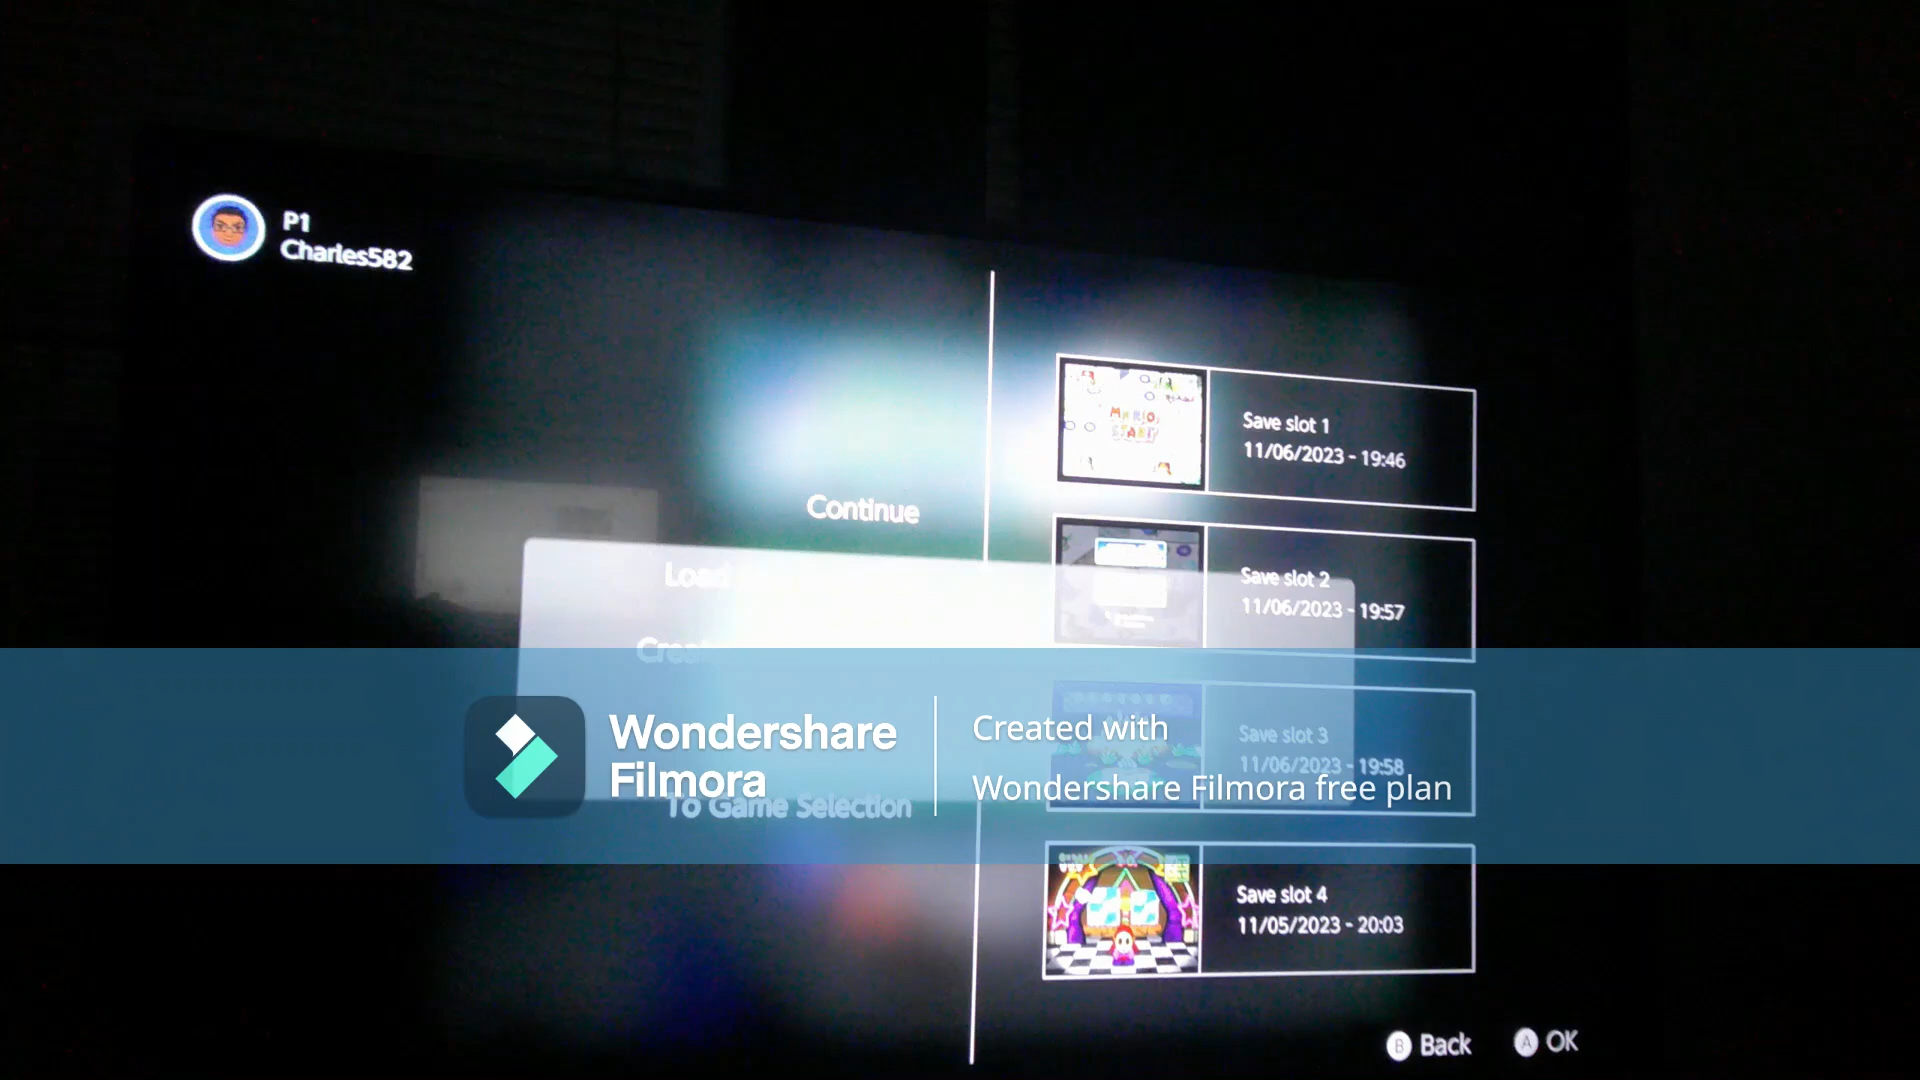 P1
Charles582
Continue
Load
To Game Selection
MARIO,
START!
Save slot 1
11/06/2023 - 19:46
Save slot 2
11/06/2023 - 19:57
Save slot 3
11/06/2023 - 19:58
Save slot 4
11/05/2023 - 20:03
Wondershare
Filmora
Created with
Wondershare Filmora free plan
B Back
A OK